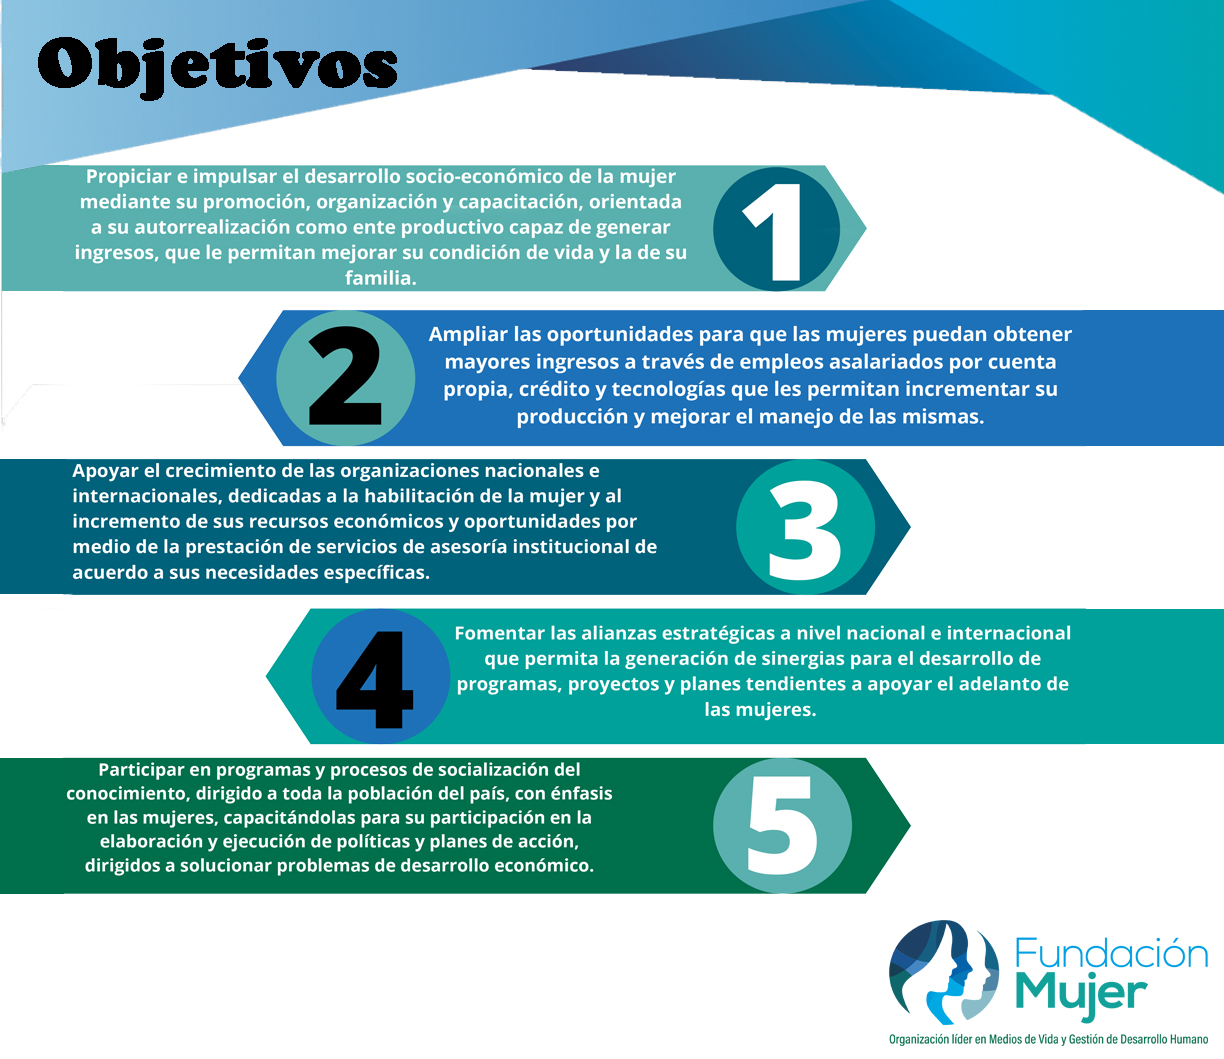 Objetivos
Propiciar e impulsar el desarrollo socio-económico de la mujer
mediante su promoción, organización y capacitación, orientada
a su autorrealización como ente productivo capaz de generar
ingresos, que le permitan mejorar su condición de vida y la de su
familia.
1
2
Ampliar las oportunidades para que las mujeres puedan obtener
mayores ingresos a través de empleos asalariados por cuenta
propia, crédito y tecnologías que les permitan incrementar su
producción y mejorar el manejo de las mismas.
Apoyar el crecimiento de las organizaciones nacionales e
internacionales, dedicadas a la habilitación de la mujer y al
incremento de sus recursos económicos y oportunidades por
medio de la prestación de servicios de asesoría institucional de
acuerdo a sus necesidades específicas.
3
4
Fomentar las alianzas estratégicas a nivel nacional e internacional
que permita la generación de sinergias para el desarrollo de
programas, proyectos y planes tendientes a apoyar el adelanto de
las mujeres.
Participar en programas y procesos de socialización del
conocimiento, dirigido a toda la población del país, con énfasis
en las mujeres, capacitándolas para su participación en la
elaboración y ejecución de políticas y planes de acción,
dirigidos a solucionar problemas de desarrollo económico.
5
Fundación
Mujer
Organización líder en Medios de Vida y Gestión de Desarrollo Humano